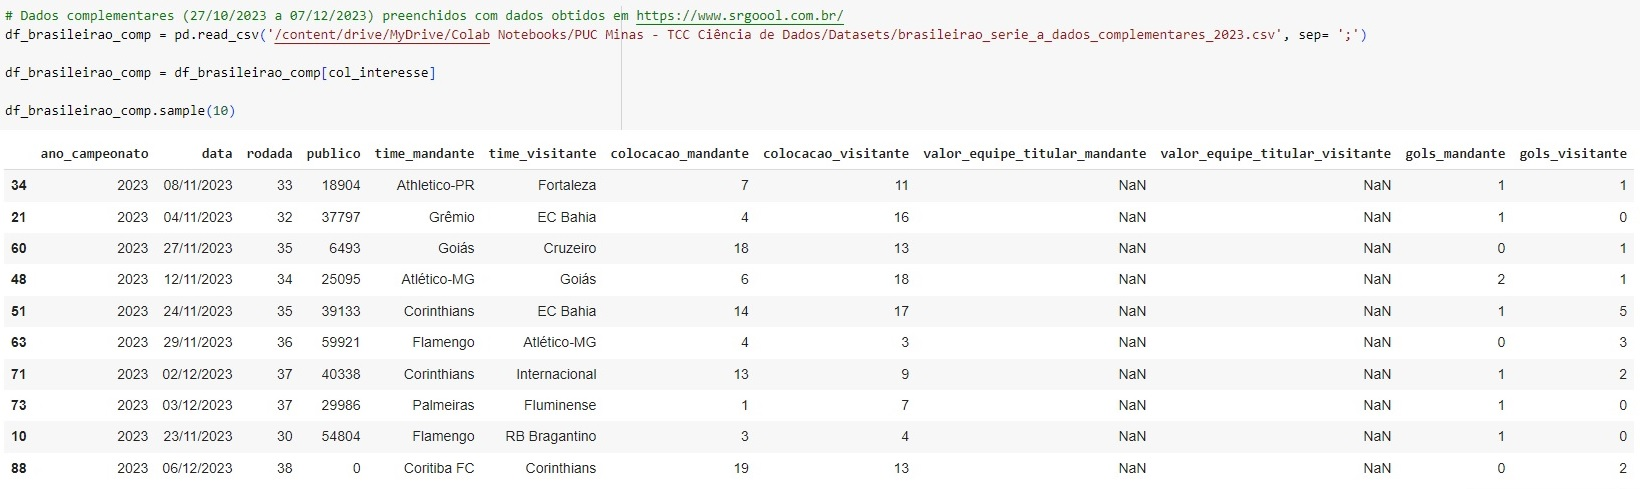 # Dados complementares (27/10/2023 a 07/12/2023) preenchidos com dados obtidos em https://www.srgoool.com.br/
df_brasileirao_comp = pd.read_csv('/content/drive/MyDrive/Colab Notebooks/PUC Minas - TCC Ciência de Dados/Datasets/brasileirao_serie_a_dados_complementares_2023.csv', sep= ';')
df_brasileirao_comp = df_brasileirao_comp[col_interesse]
df_brasileirao_comp.sample(10)
ano_campeonato data rodada publico time_mandante time_visitante colocacao_mandante colocacao_visitante valor_equipe_titular_mandante valor_equipe_titular_visitante gols_mandante gols_visitante
34 2023 08/11/2023 33 18904 Athletico-PR Fortaleza 7 11 NaN NaN 1 1
21 2023 04/11/2023 32 37797 Grêmio EC Bahia 4 16 NaN NaN 1 0
60 2023 27/11/2023 35 6493 Goiás Cruzeiro 18 13 NaN NaN 0 1
48 2023 12/11/2023 34 25095 Atlético-MG Goiás 6 18 NaN NaN 2 1
51 2023 24/11/2023 35 39133 Corinthians EC Bahia 14 17 NaN NaN 1 5
63 2023 29/11/2023 36 59921 Flamengo Atlético-MG 4 3 NaN NaN 0 3
71 2023 02/12/2023 37 40338 Corinthians Internacional 13 9 NaN NaN 1 2
73 2023 03/12/2023 37 29986 Palmeiras Fluminense 1 7 NaN NaN 1 0
10 2023 23/11/2023 30 54804 Flamengo RB Bragantino 3 4 NaN NaN 1 0
88 2023 06/12/2023 38 0 Coritiba FC Corinthians 19 13 NaN NaN 0 2